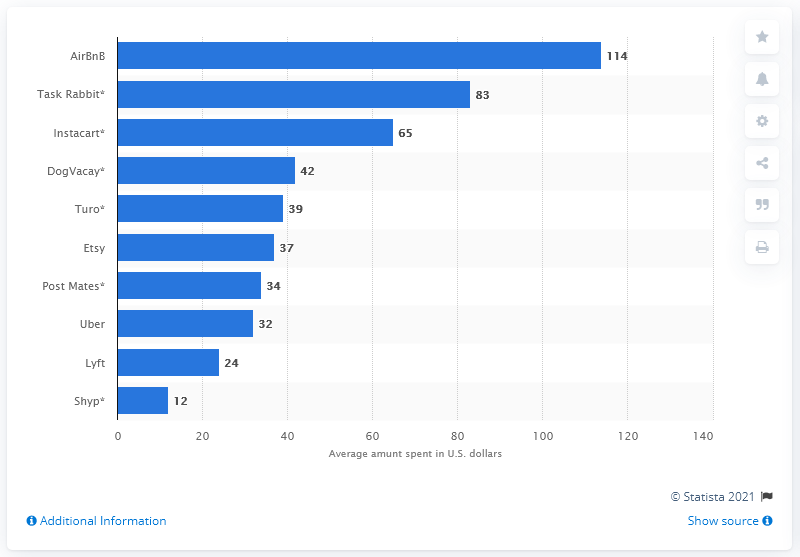 AirBnB 114
Task Rabbit* 83
Instacart* 65
DogVacay* 42
Turo* 39
Etsy 37
Post Mates* 34
Uber 32
Lyft 24
Shyp* 12
0 20 40 60 80 100 120 140
Average amunt spent in U.S. dollars
© Statista 2021
Additional Information Show source